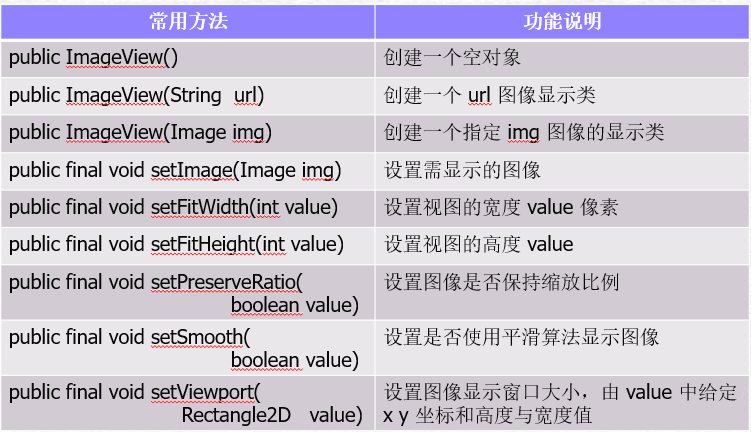 常用方法 功能说明
public ImageView() 创建一个空对象
public ImageView(String url) 创建一个 url 图像显示类
public ImageView(Image img) 创建一个指定 img 图像的显示类
public final void setImage(Image img) 设置需显示的图像
public final void setFitWidth(int value) 设置视图的宽度 value 像素
public final void setFitHeight(int value) 设置视图的高度 value
public final void setPreserveRatio( 设置图像是否保持缩放比例
boolean value)
public final void setSmooth( 设置是否使用平滑算法显示图像
boolean value)
public final void setViewport( 设置图像显示窗口大小，由 value 中给定
Rectangle2D value) x y 坐标和高度与宽度值